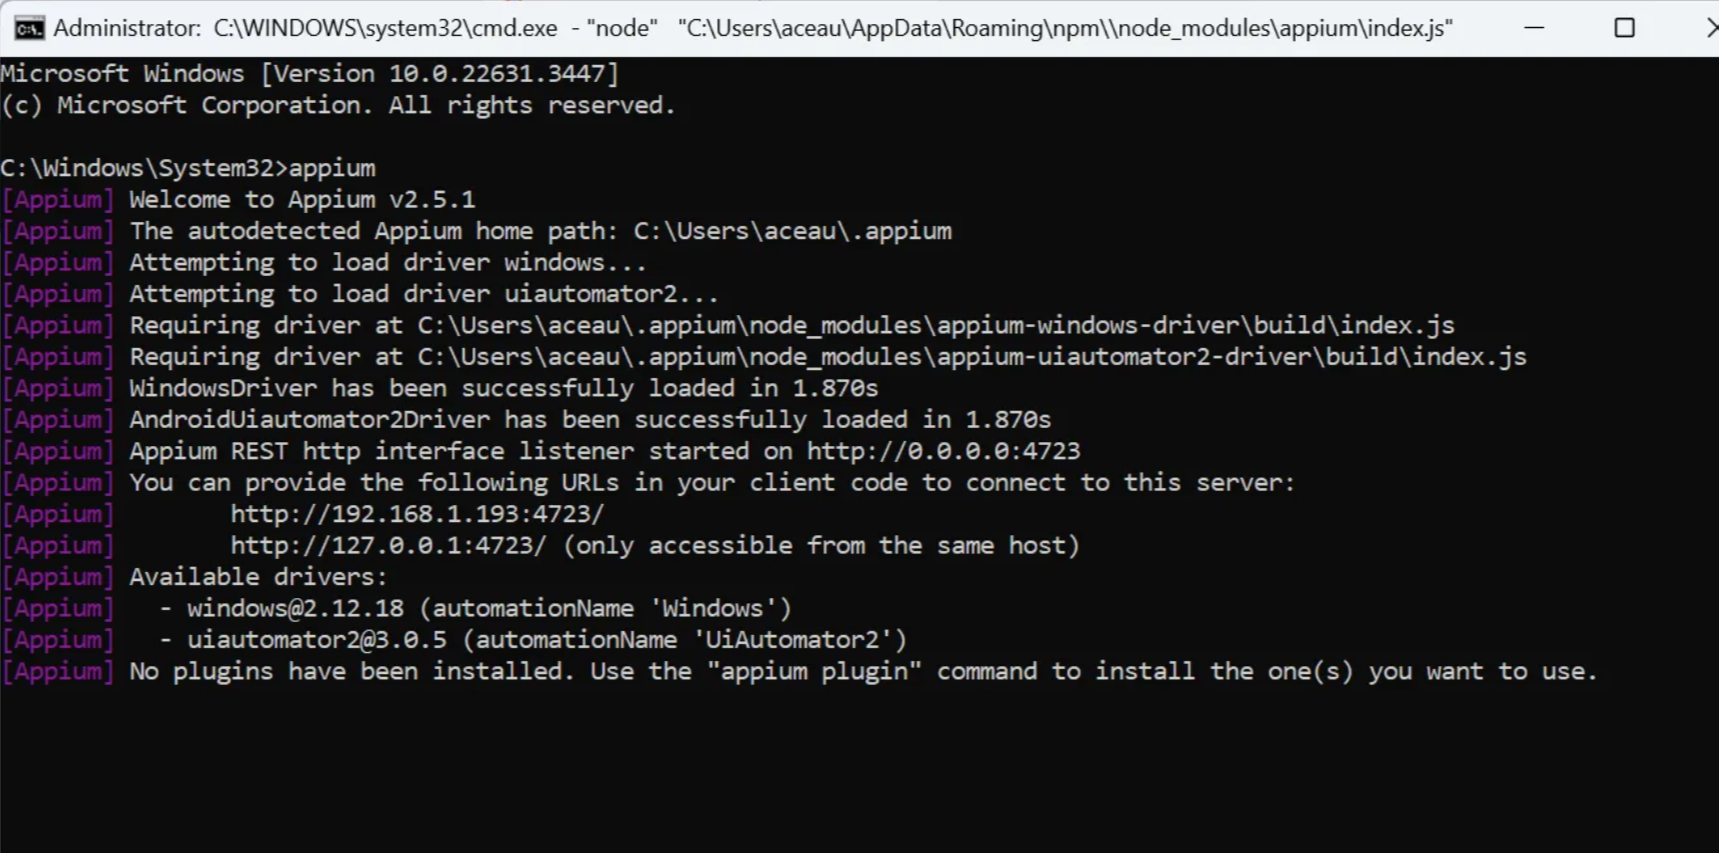 Administrator: C:\WINDOWS\system32\cmd.exe - "node" "C:\Users\aceau\AppData\Roaming\npm\\node_modules\appium\index.js"
Microsoft Windows [Version 10.0.22631.3447]
(c) Microsoft Corporation. All rights reserved.
C:\Windows\System32>appium
[Appium] Welcome to Appium v2.5.1
[Appium] The autodetected Appium home path: C:\Users\aceau\.appium
[Appium] Attempting to load driver windows...
[Appium] Attempting to load driver uiautomator2...
[Appium] Requiring driver at C:\Users\aceau\.appium\node_modules\appium-windows-driver\build\index.js
[Appium] Requiring driver at C:\Users\aceau\.appium\node_modules\appium-uiautomator2-driver\build\index.js
[Appium] WindowsDriver has been successfully loaded in 1.870s
[Appium] AndroidUiautomator2Driver has been successfully loaded in 1.870s
[Appium] Appium REST http interface listener started on http://0.0.0.0:4723
[Appium] You can provide the following URLs in your client code to connect to this server:
[Appium]        http://192.168.1.193:4723/
[Appium]        http://127.0.0.1:4723/ (only accessible from the same host)
[Appium] Available drivers:
[Appium]   - windows@2.12.18 (automationName 'Windows')
[Appium]   - uiautomator2@3.0.5 (automationName 'UiAutomator2')
[Appium] No plugins have been installed. Use the "appium plugin" command to install the one(s) you want to use.